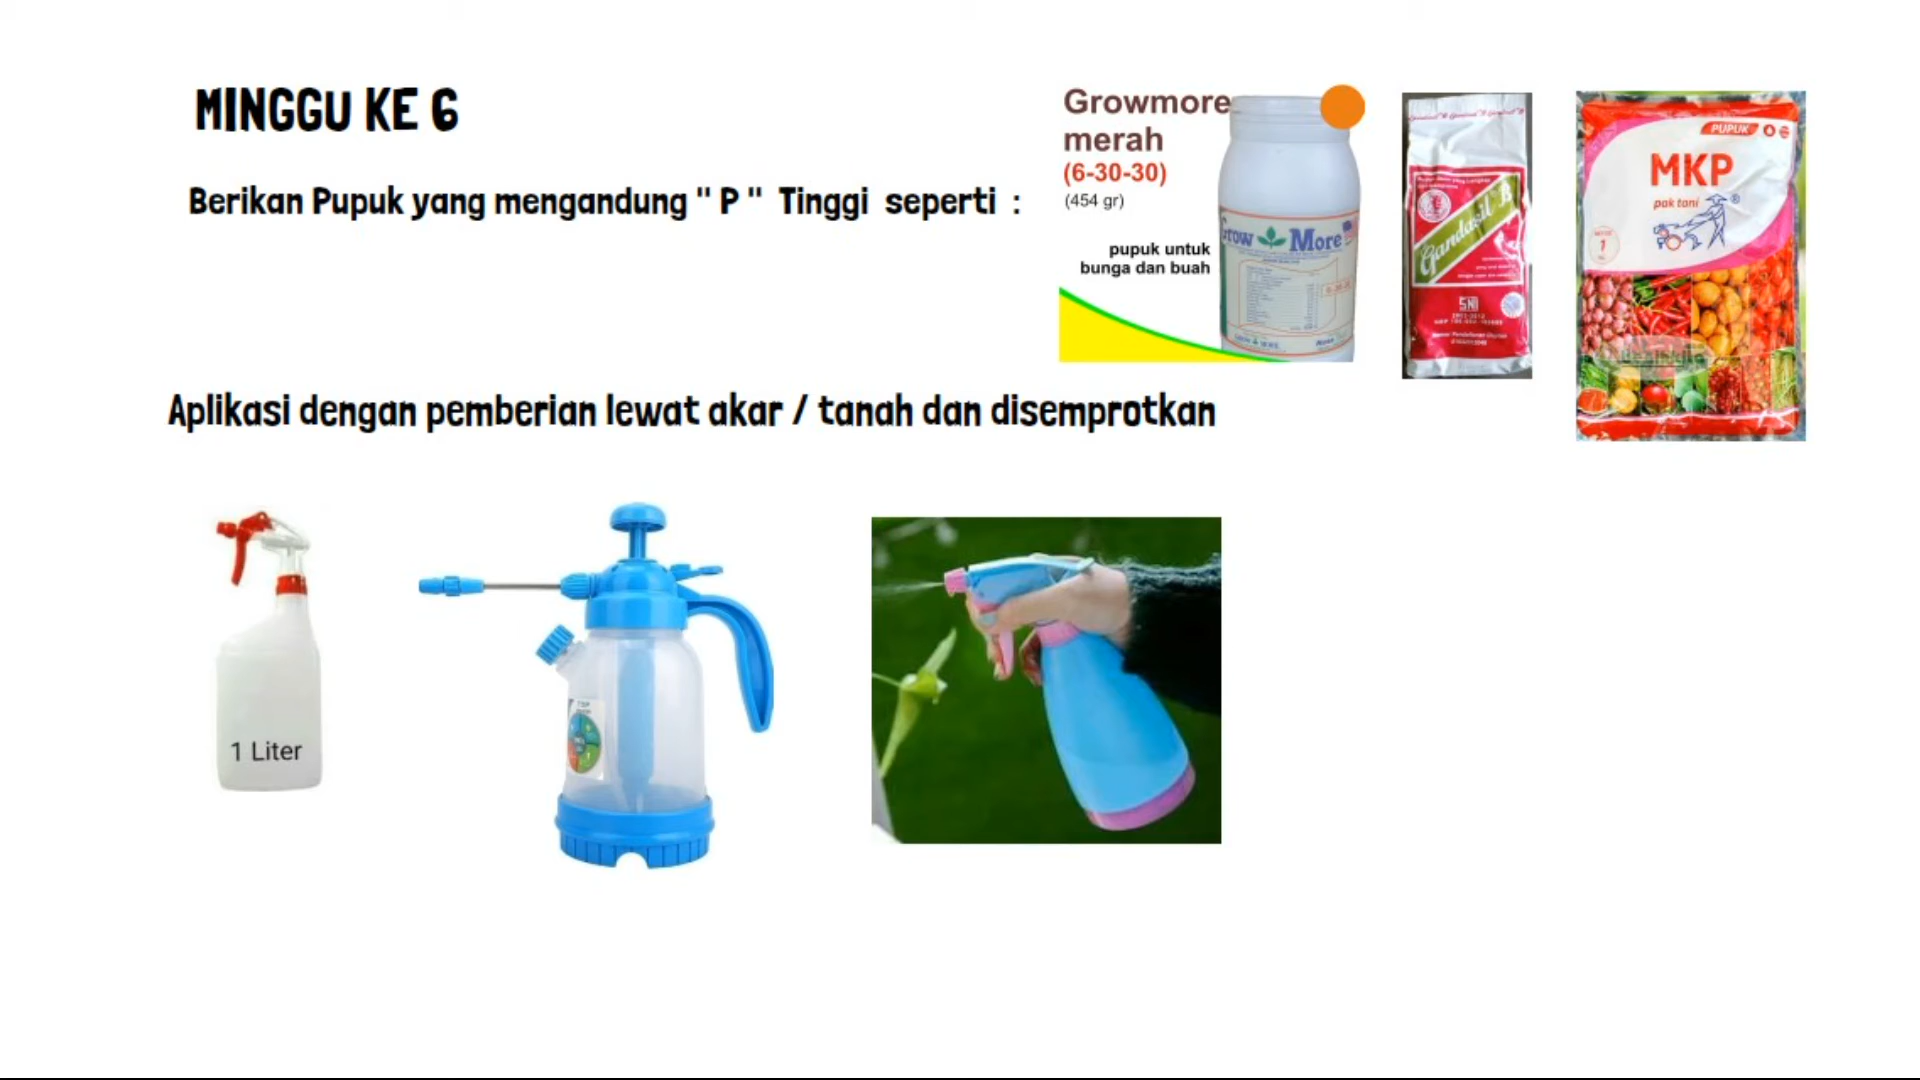 MINGGU KE 6
Berikan Pupuk yang mengandung " P " Tinggi seperti :
Growmore
merah
(6-30-30)
(454 gr)
pupuk untuk
bunga dan buah
Grow More
Gandasil B
SNI
PUPUK
MKP
pak tani
Aplikasi dengan pemberian lewat akar / tanah dan disemprotkan
1 Liter